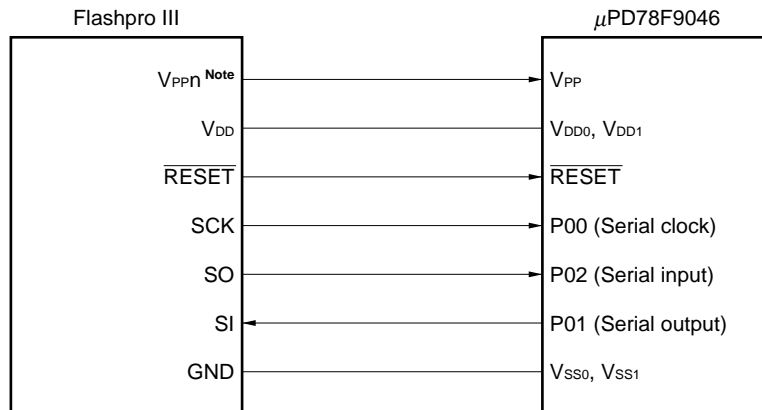 Flashpro III μPD78F9046
VPPn Note VPP
VDD VDD0, VDD1
RESET RESET
SCK P00 (Serial clock)
SO P02 (Serial input)
SI P01 (Serial output)
GND VSS0, VSS1